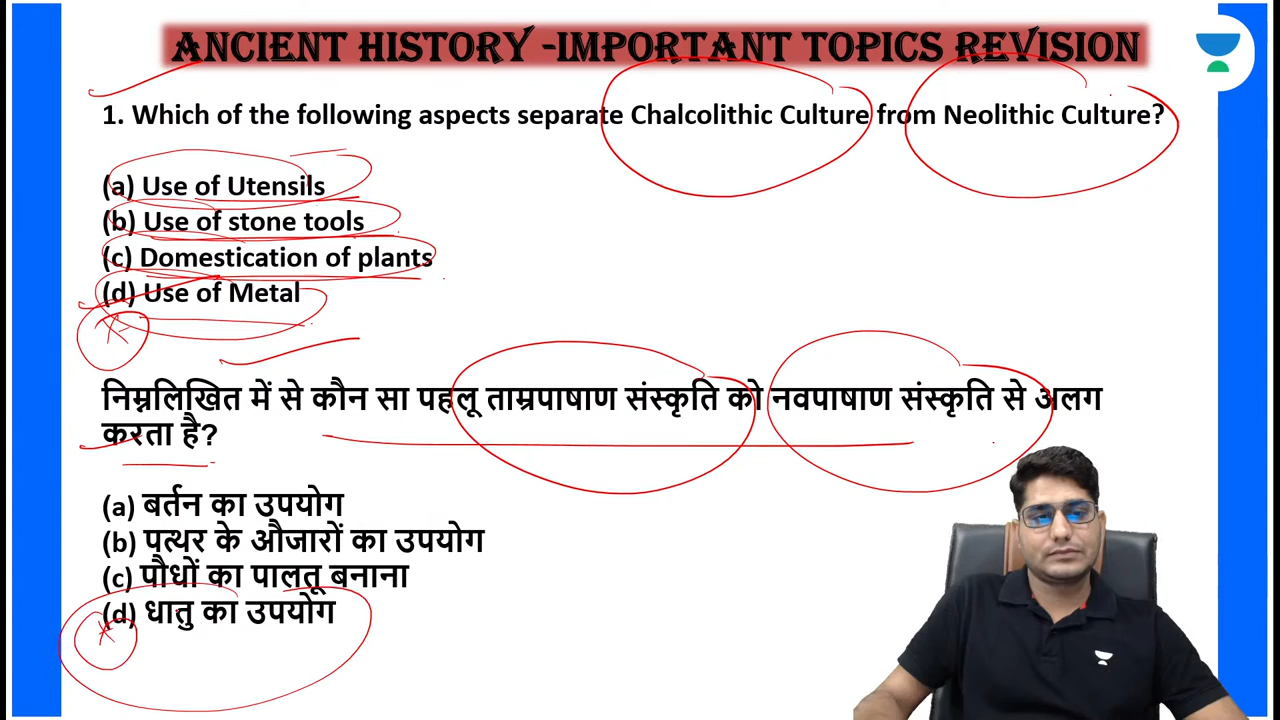 ANCIENT HISTORY -IMPORTANT TOPICS REVISION
1. Which of the following aspects separate Chalcolithic Culture from Neolithic Culture?
(a) Use of Utensils
(b) Use of stone tools
(c) Domestication of plants
(d) Use of Metal
निम्नलिखित में से कौन सा पहलू ताम्रपाषाण संस्कृति को नवपाषाण संस्कृति से अलग
करता है?
(a) बर्तन का उपयोग
(b) पत्थर के औजारों का उपयोग
(c) पौधों का पालतू बनाना
(d) धातु का उपयोग